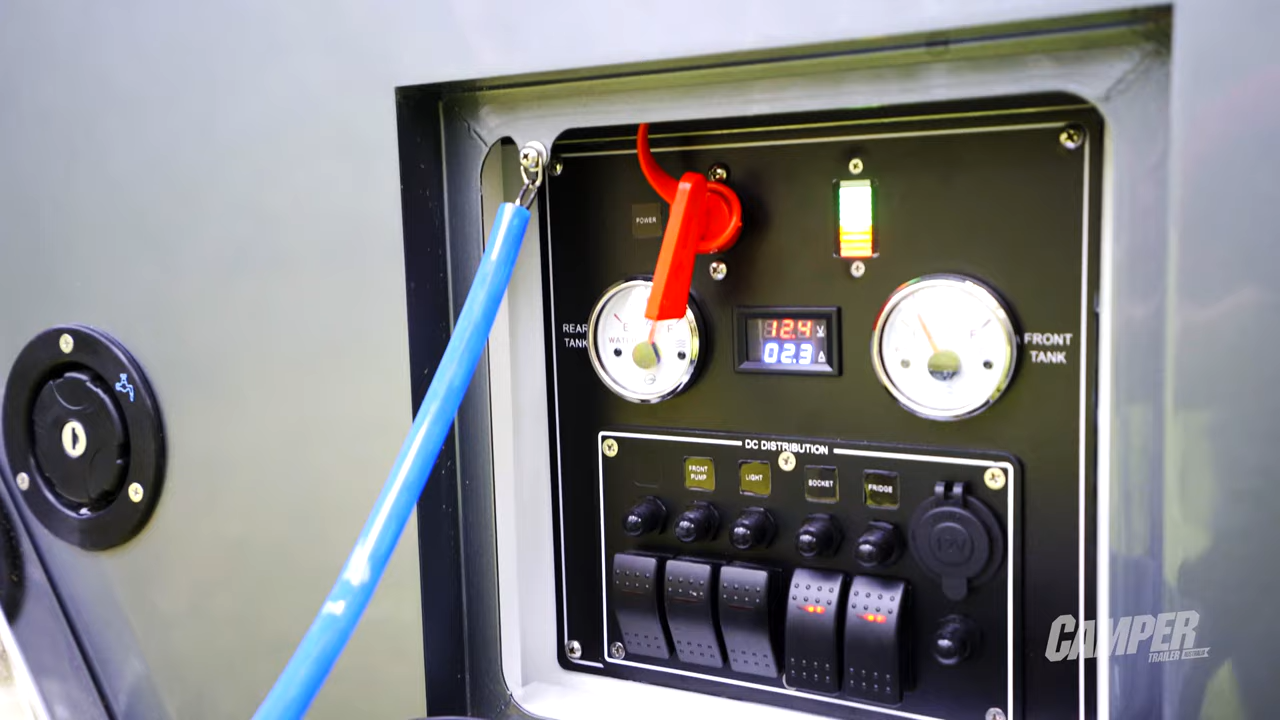 POWER
REAR
TANK
E F
WAT
12.4 V
02.3 A
F
FRONT
TANK
DC DISTRIBUTION
FRONT
PUMP
LIGHT
SOCKET
FRIDGE
12V
CAMPER
TRAILER